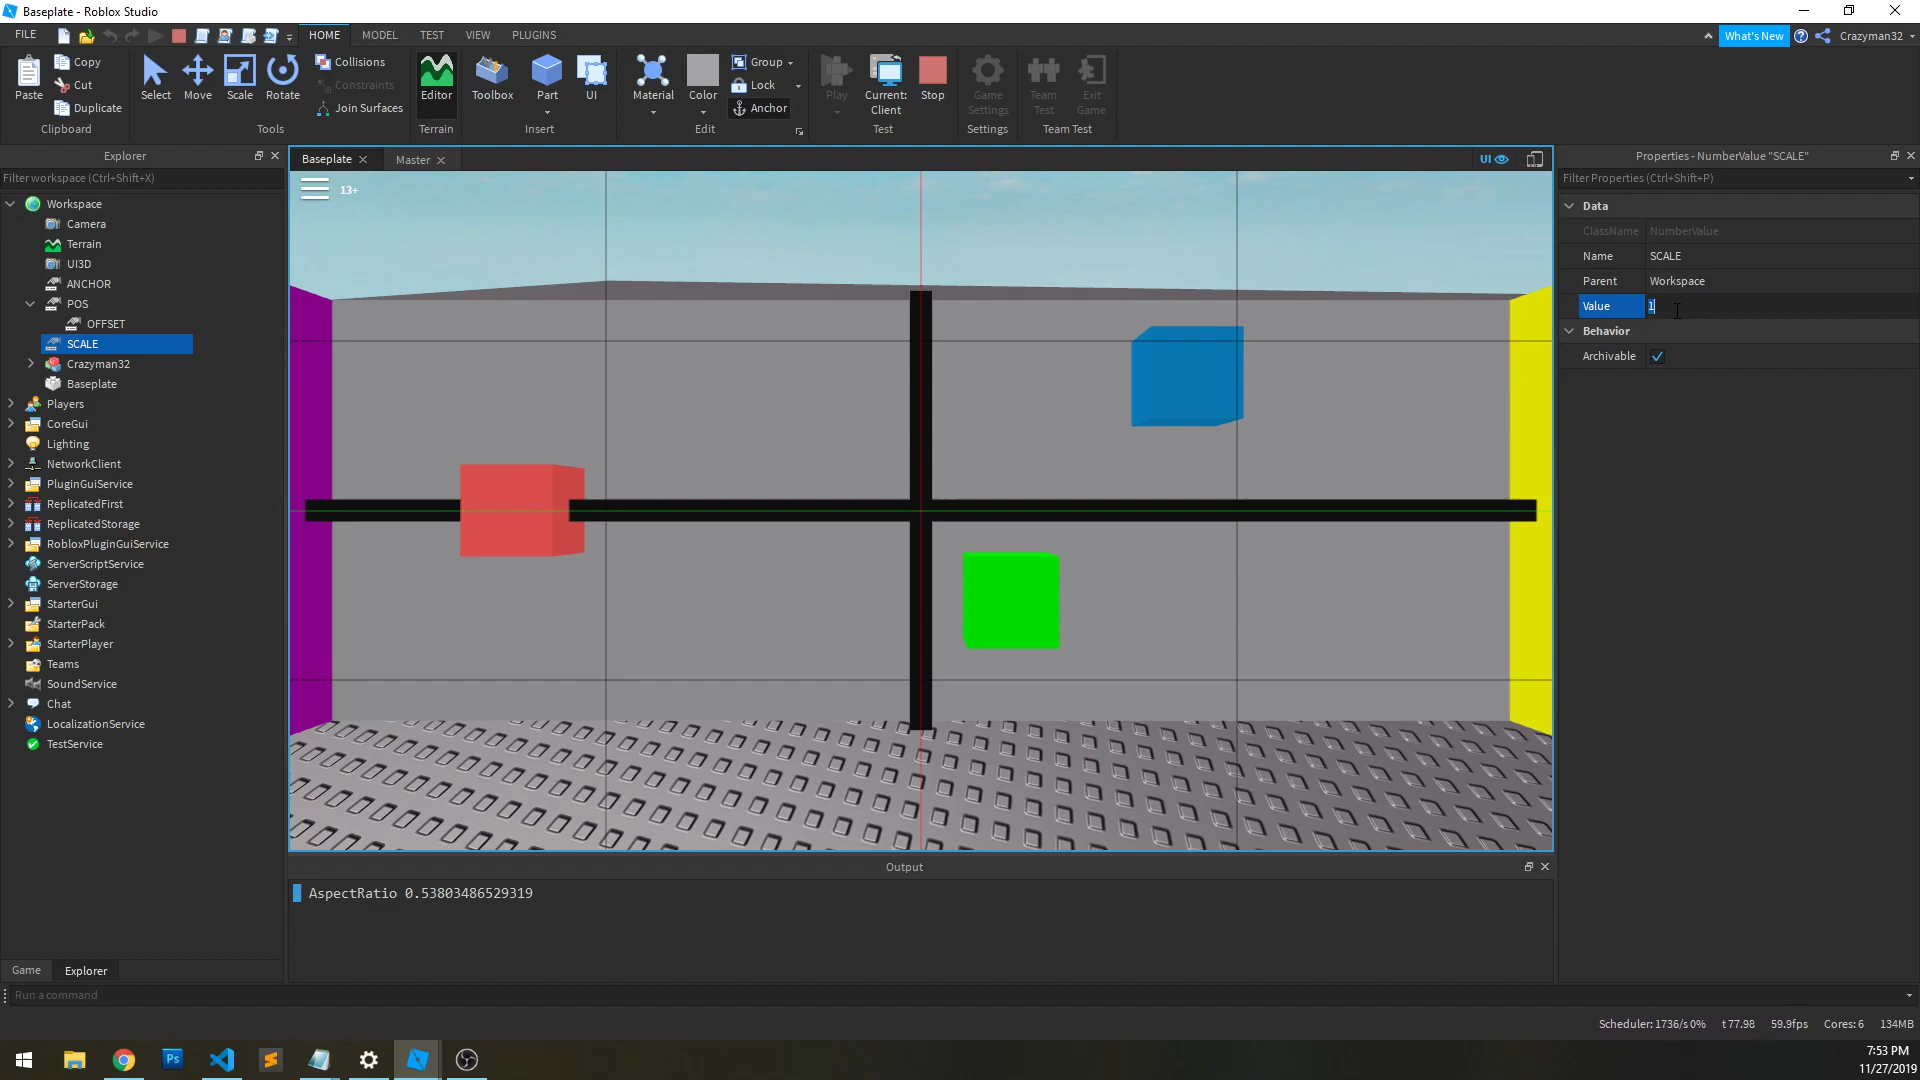 Baseplate - Roblox Studio
FILE
HOME
MODEL
TEST
VIEW
PLUGINS
What's New
Crazyman32
Paste
Copy
Cut
Duplicate
Clipboard
Select
Move
Scale
Rotate
Collisions
Constraints
Join Surfaces
Tools
Editor
Terrain
Toolbox
Part
UI
Insert
Material
Color
Group
Lock
Anchor
Edit
Play
Current:
Client
Stop
Test
Game
Settings
Settings
Team
Test
Exit
Game
Team Test
Explorer
Filter workspace (Ctrl+Shift+X)
Workspace
Camera
Terrain
UI3D
ANCHOR
POS
OFFSET
SCALE
Crazyman32
Baseplate
Players
CoreGui
Lighting
NetworkClient
PluginGuiService
ReplicatedFirst
ReplicatedStorage
RobloxPluginGuiService
ServerScriptService
ServerStorage
StarterGui
StarterPack
StarterPlayer
Teams
SoundService
Chat
LocalizationService
TestService
Game
Explorer
Baseplate
Master
UI
13+
Output
AspectRatio 0.53803486529319
Properties - NumberValue "SCALE"
Filter Properties (Ctrl+Shift+P)
Data
ClassName NumberValue
Name SCALE
Parent Workspace
Value 1
Behavior
Archivable
Run a command
Scheduler: 1736/s 0% t 77.98 59.9fps Cores: 6 134MB
Ps
7:53 PM
11/27/2019